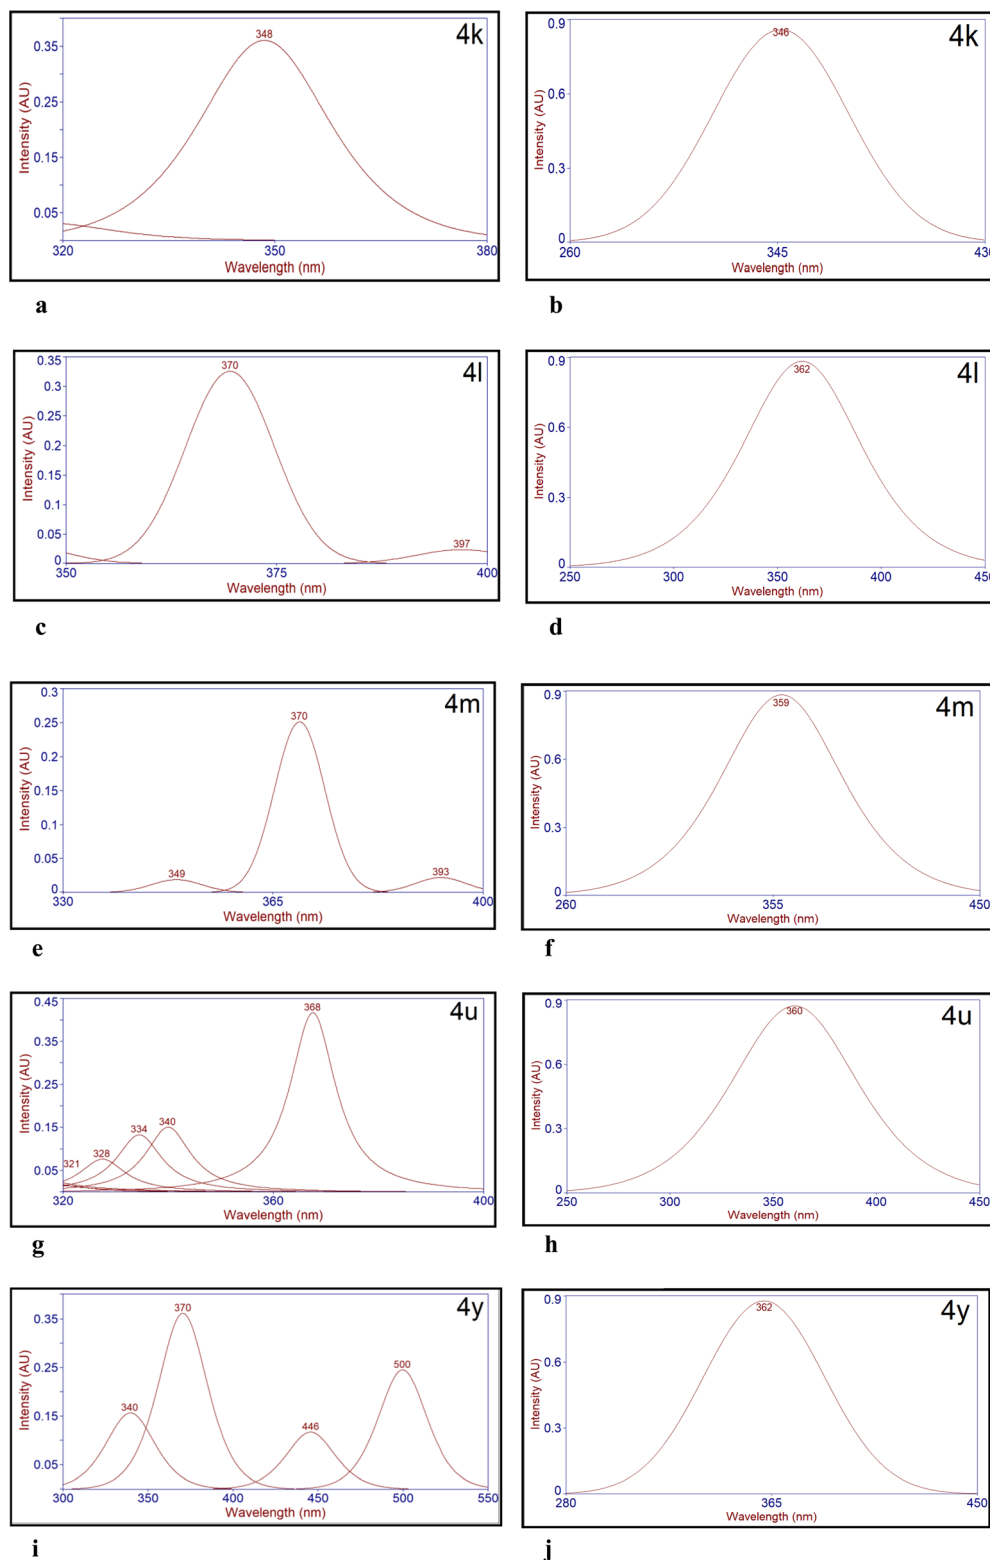 4k
348
Intensity (AU)
0.35
0.25
0.15
0.05
320
350
380
Wavelength (nm)
a
4k
346
Intensity (AU)
0.9
0.6
0.3
0
260
345
430
Wavelength (nm)
b
4l
370
397
Intensity (AU)
0.35
0.3
0.25
0.2
0.15
0.1
0.05
0
350
375
400
Wavelength (nm)
c
4l
362
Intensity (AU)
0.9
0.6
0.3
0
250
300
350
400
450
Wavelength (nm)
d
4m
370
349
393
Intensity (AU)
0.3
0.25
0.2
0.15
0.1
0.05
0
330
365
400
Wavelength (nm)
e
4m
359
Intensity (AU)
0.9
0.6
0.3
0
260
355
450
Wavelength (nm)
f
4u
368
340
334
328
321
Intensity (AU)
0.45
0.35
0.25
0.15
0.05
320
360
400
Wavelength (nm)
g
4u
360
Intensity (AU)
0.9
0.6
0.3
0
250
300
350
400
450
Wavelength (nm)
h
4y
370
500
340
446
Intensity (AU)
0.35
0.25
0.15
0.05
300
350
400
450
500
550
Wavelength (nm)
i
4y
362
Intensity (AU)
0.9
0.6
0.3
0
280
365
450
Wavelength (nm)
j